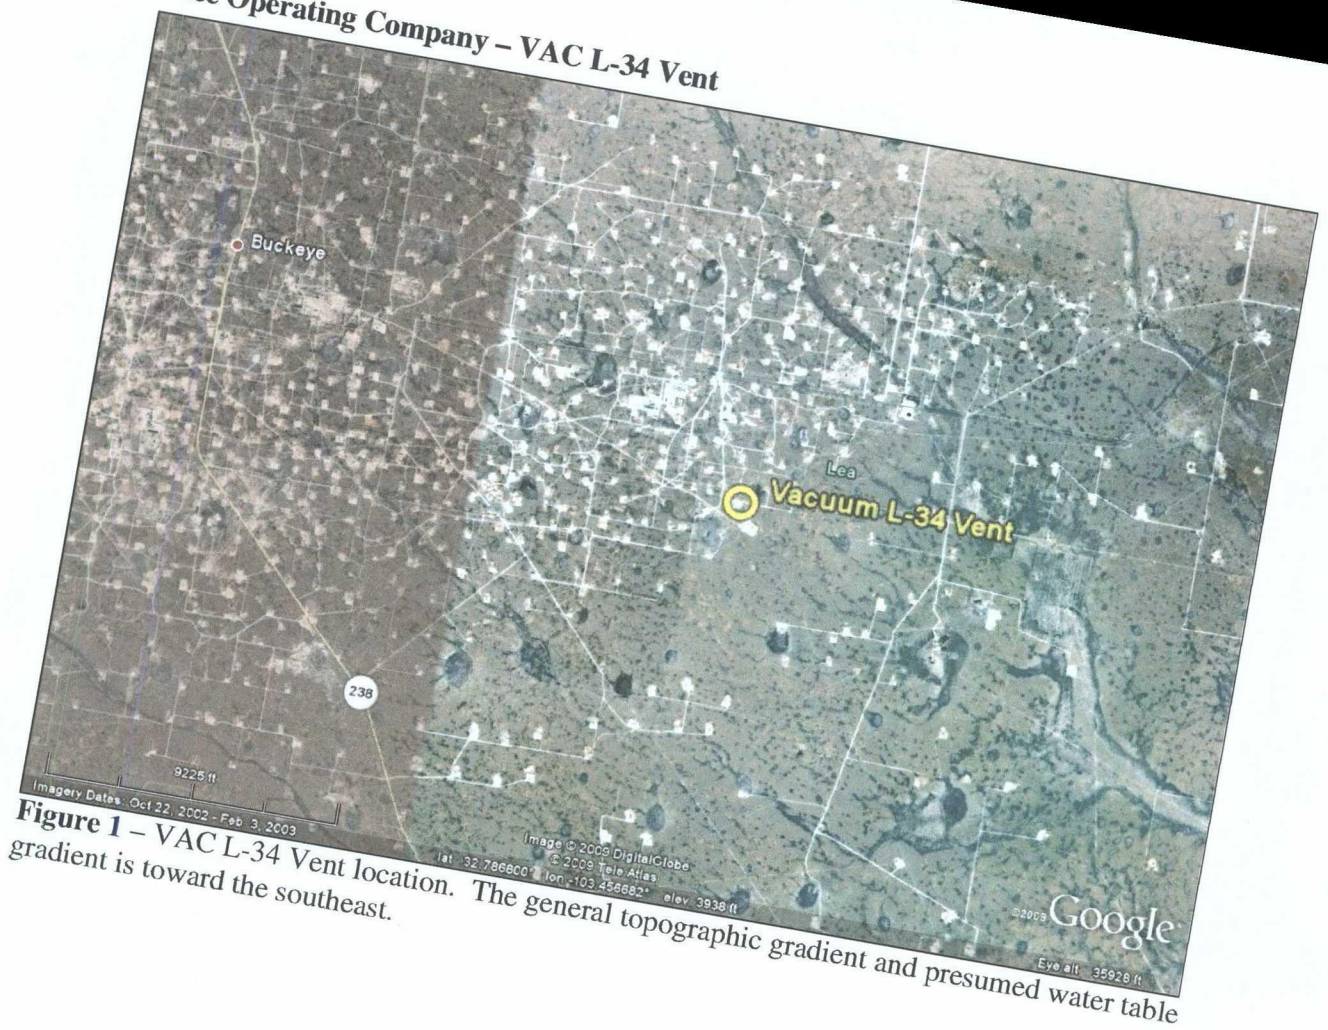 Operating Company – VAC L-34 Vent
Buckeye
Lea
Vacuum L-34 Vent
238
9225 ft
Imagery Dates: Oct 22, 2002 - Feb 3, 2003
Image © 2009 DigitalGlobe
© 2009 Tele Atlas
lat 32.786800° lon -103.456682° elev 3938 ft
©2009 Google
Eye alt 35928 ft
Figure 1 – VAC L-34 Vent location. The general topographic gradient and presumed water table
gradient is toward the southeast.